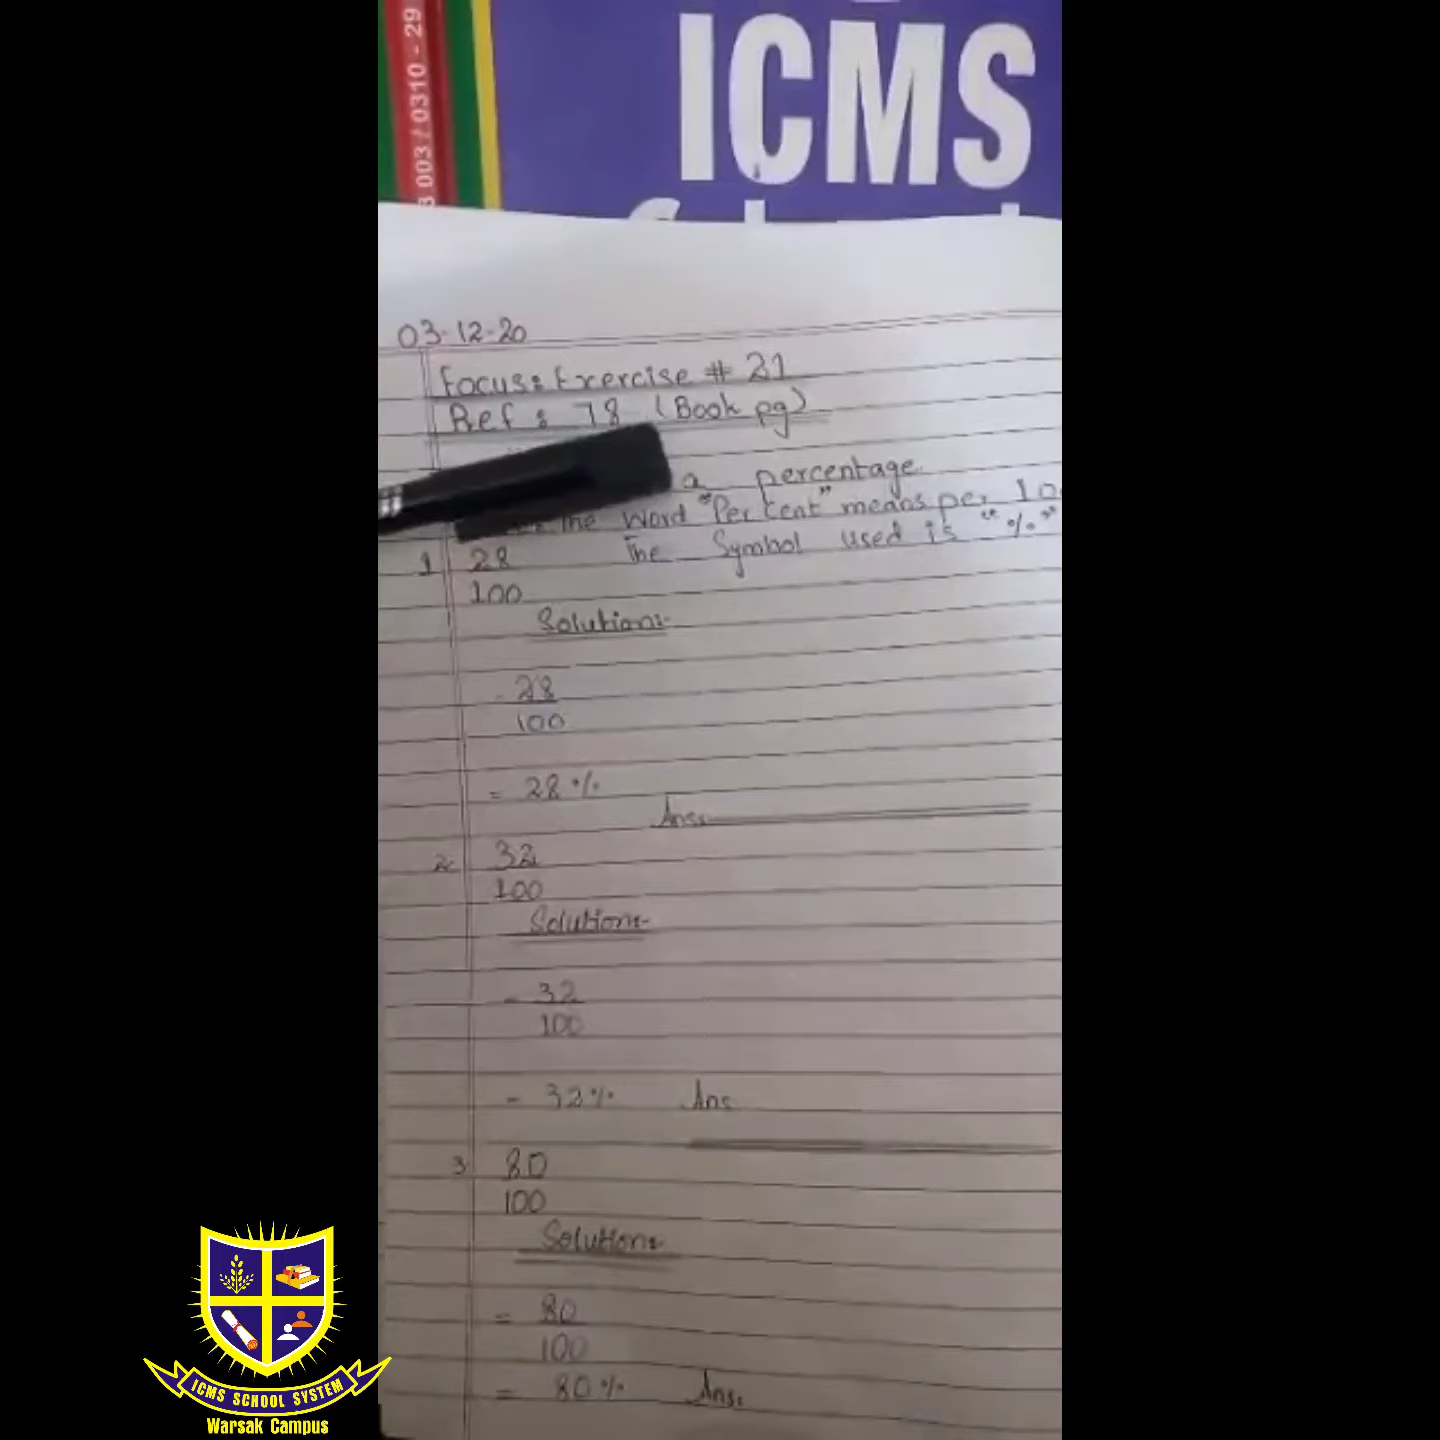 003 / 0310 - 29
ICMS
03-12-20
Focus: Exercise # 21
Ref : 78 (Book pg)
a percentage
The word "Per cent" means per 10
1 28 The Symbol used is "%"
100
Solution:-
= 28
100
= 28%
Ans:
2: 32
100
Solution:-
= 32
100
= 32% Ans
3 80
100
Solution:-
= 80
100
= 80% Ans:
ICMS SCHOOL SYSTEM
Warsak Campus